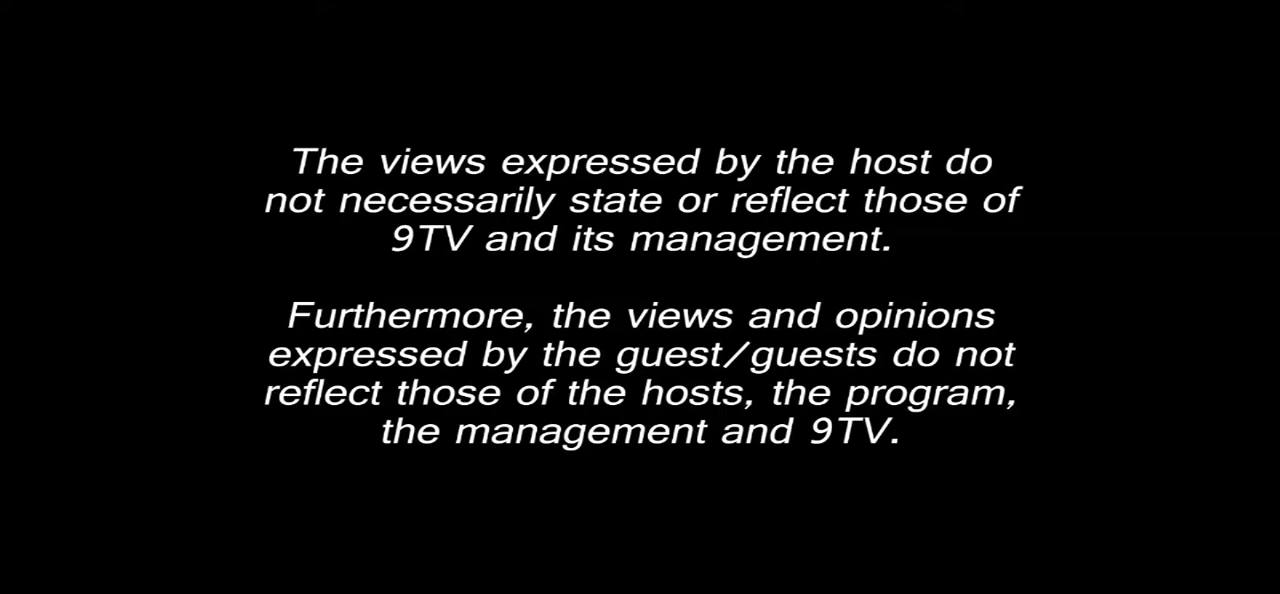 The views expressed by the host do
not necessarily state or reflect those of
9TV and its management.
Furthermore, the views and opinions
expressed by the guest/guests do not
reflect those of the hosts, the program,
the management and 9TV.